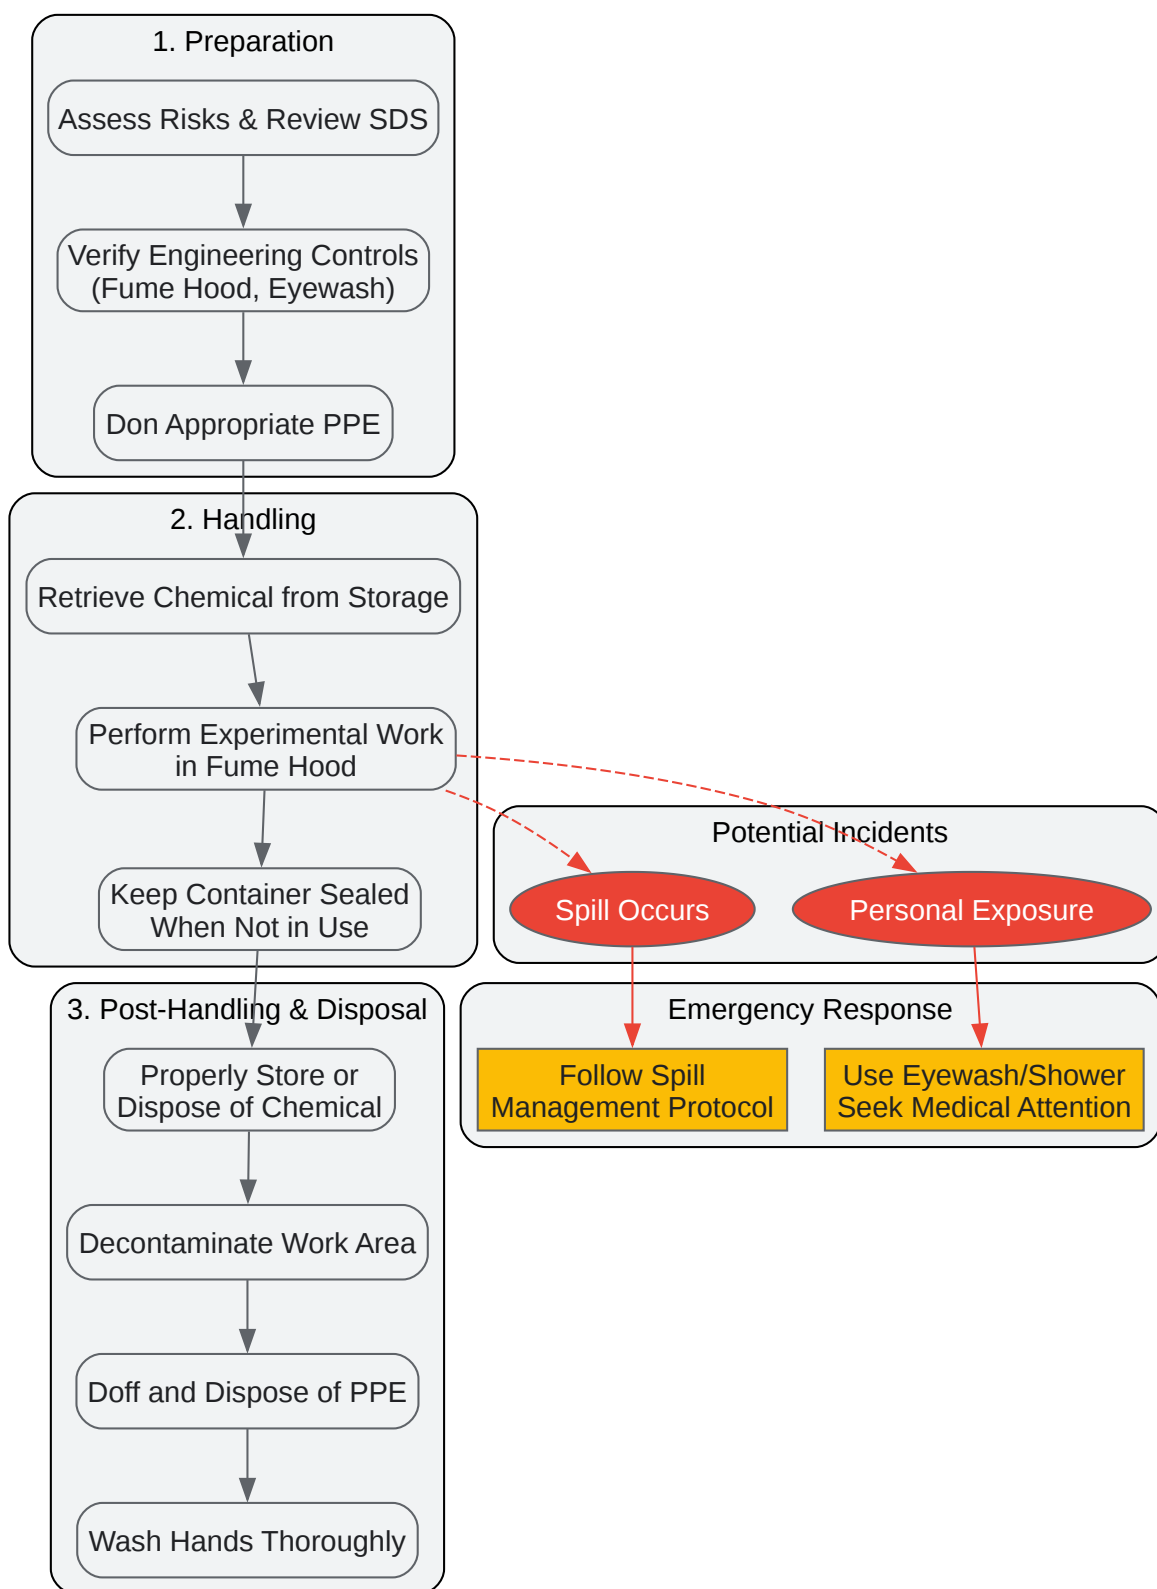 1. Preparation
Assess Risks & Review SDS
Verify Engineering Controls
(Fume Hood, Eyewash)
Don Appropriate PPE
2. Handling
Retrieve Chemical from Storage
Perform Experimental Work
in Fume Hood
Keep Container Sealed
When Not in Use
Potential Incidents
Spill Occurs
Personal Exposure
3. Post-Handling & Disposal
Properly Store or
Dispose of Chemical
Decontaminate Work Area
Doff and Dispose of PPE
Wash Hands Thoroughly
Emergency Response
Follow Spill
Management Protocol
Use Eyewash/Shower
Seek Medical Attention